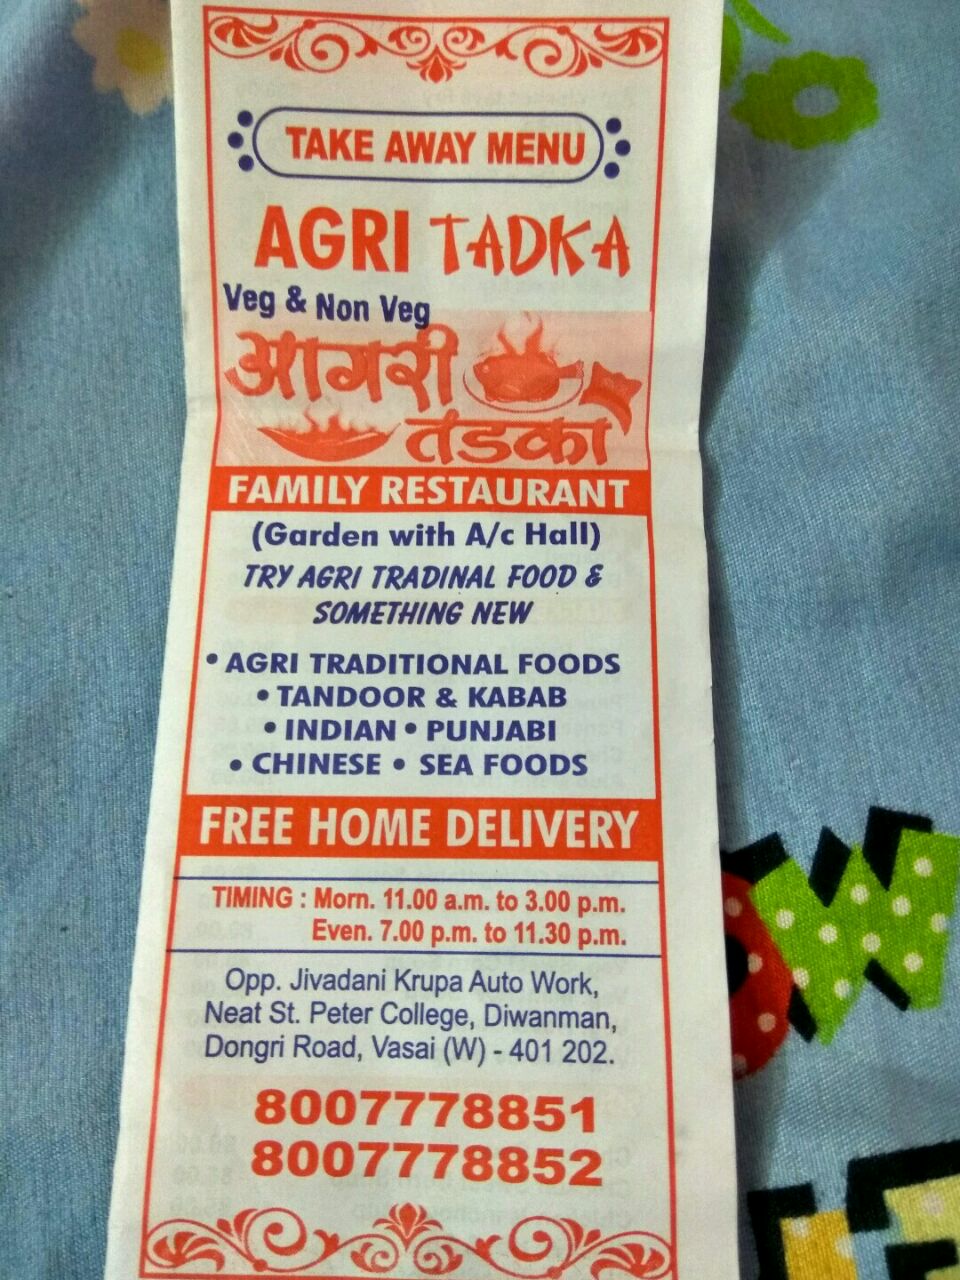 TAKE AWAY MENU
AGRI TADKA
Veg & Non Veg
आगरी
तडका
FAMILY RESTAURANT
(Garden with A/c Hall)
TRY AGRI TRADINAL FOOD &
SOMETHING NEW
• AGRI TRADITIONAL FOODS
• TANDOOR & KABAB
• INDIAN • PUNJABI
• CHINESE • SEA FOODS
FREE HOME DELIVERY
TIMING : Morn. 11.00 a.m. to 3.00 p.m.
Even. 7.00 p.m. to 11.30 p.m.
Opp. Jivadani Krupa Auto Work,
Neat St. Peter College, Diwanman,
Dongri Road, Vasai (W) - 401 202.
8007778851
8007778852